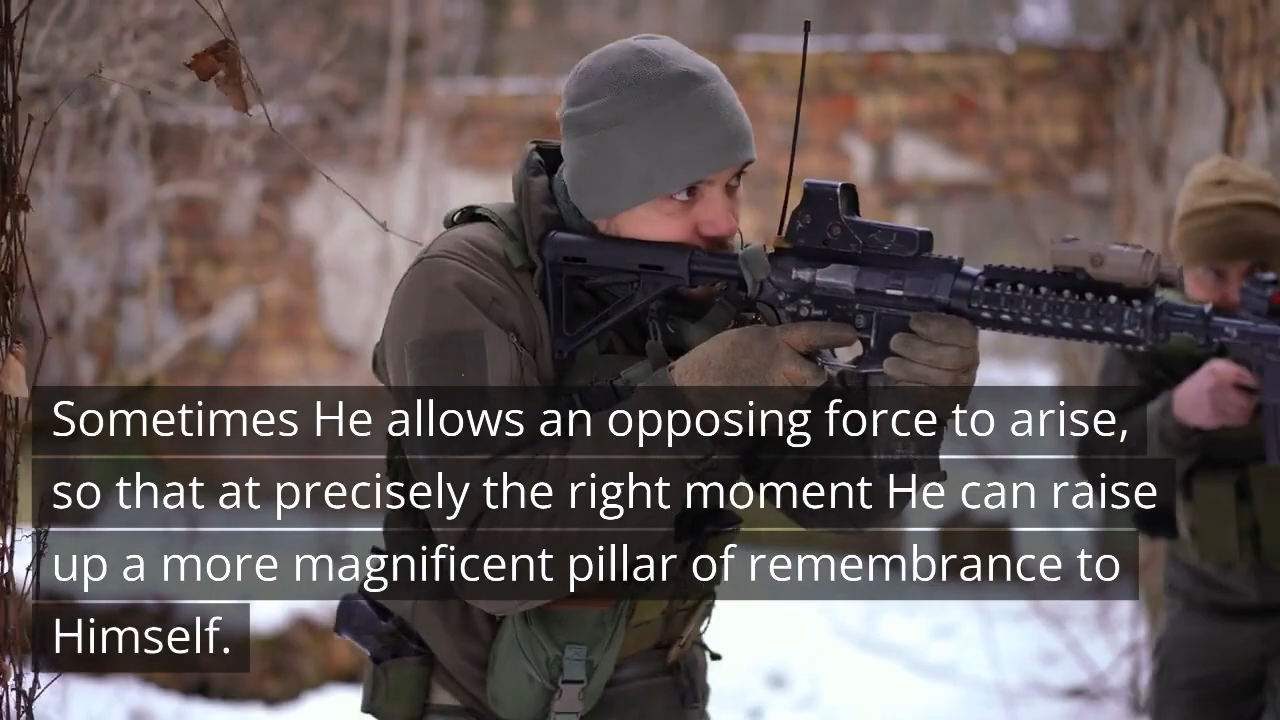 Sometimes He allows an opposing force to arise,
so that at precisely the right moment He can raise
up a more magnificent pillar of remembrance to
Himself.